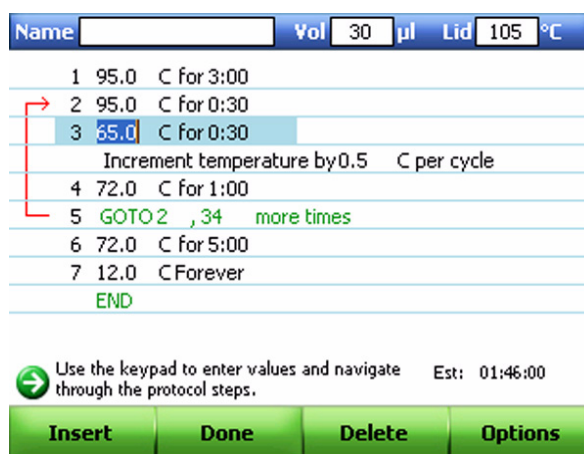 Name Vol 30 µl Lid 105 °C
1 95.0 C for 3:00
2 95.0 C for 0:30
3 65.0 C for 0:30
Increment temperature by 0.5 C per cycle
4 72.0 C for 1:00
5 GOTO 2 , 34 more times
6 72.0 C for 5:00
7 12.0 C Forever
END
Use the keypad to enter values and navigate Est: 01:46:00
through the protocol steps.
Insert Done Delete Options